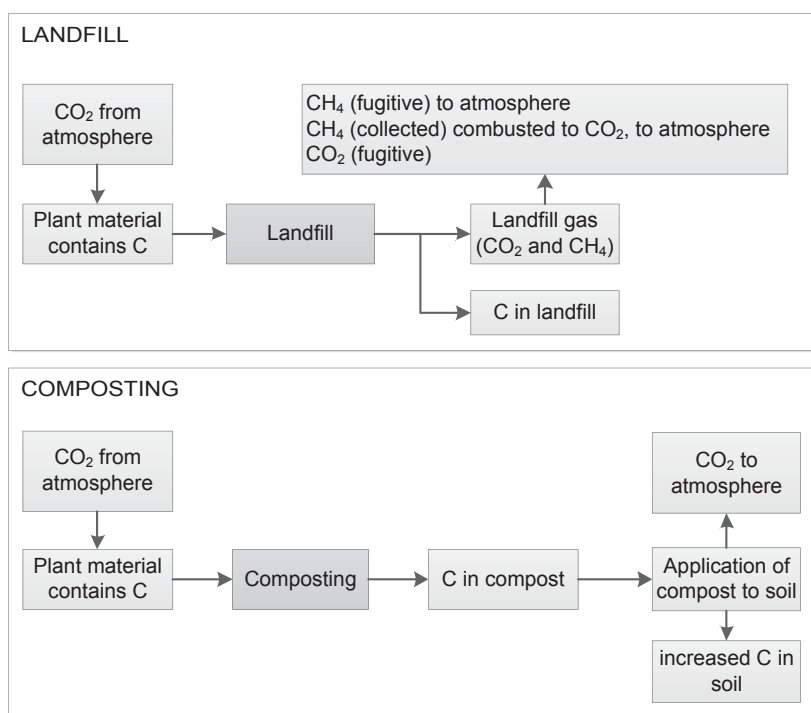 LANDFILL
CO₂ from
atmosphere
CH₄ (fugitive) to atmosphere
CH₄ (collected) combusted to CO₂, to atmosphere
CO₂ (fugitive)
Plant material
contains C
Landfill
Landfill gas
(CO₂ and CH₄)
C in landfill
COMPOSTING
CO₂ from
atmosphere
CO₂ to
atmosphere
Plant material
contains C
Composting
C in compost
Application of
compost to soil
increased C in
soil